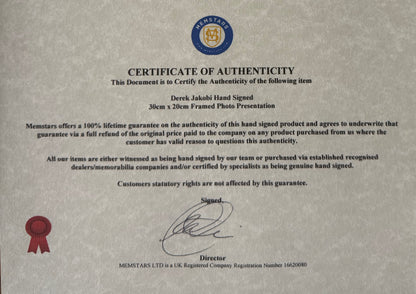 MEMSTARS
CERTIFICATE OF AUTHENTICITY
This Document is to Certify the Authenticity of the following item
Derek Jakobi Hand Signed
30cm x 20cm Framed Photo Presentation
Memstars offers a 100% lifetime guarantee on the authenticity of this hand signed product and agrees to underwrite that
guarantee via a full refund of the original price paid to the company on any product purchased from us where the
customer has valid reason to questions this authenticity.
All our items are either witnessed as being hand signed by our team or purchased via established recognised
dealers/memorabilia companies and/or certified by specialists as being genuine hand signed.
Customers statutory rights are not affected by this guarantee.
Signed,
Director
MEMSTARS LTD is a UK Registered Company Registration Number 16620080